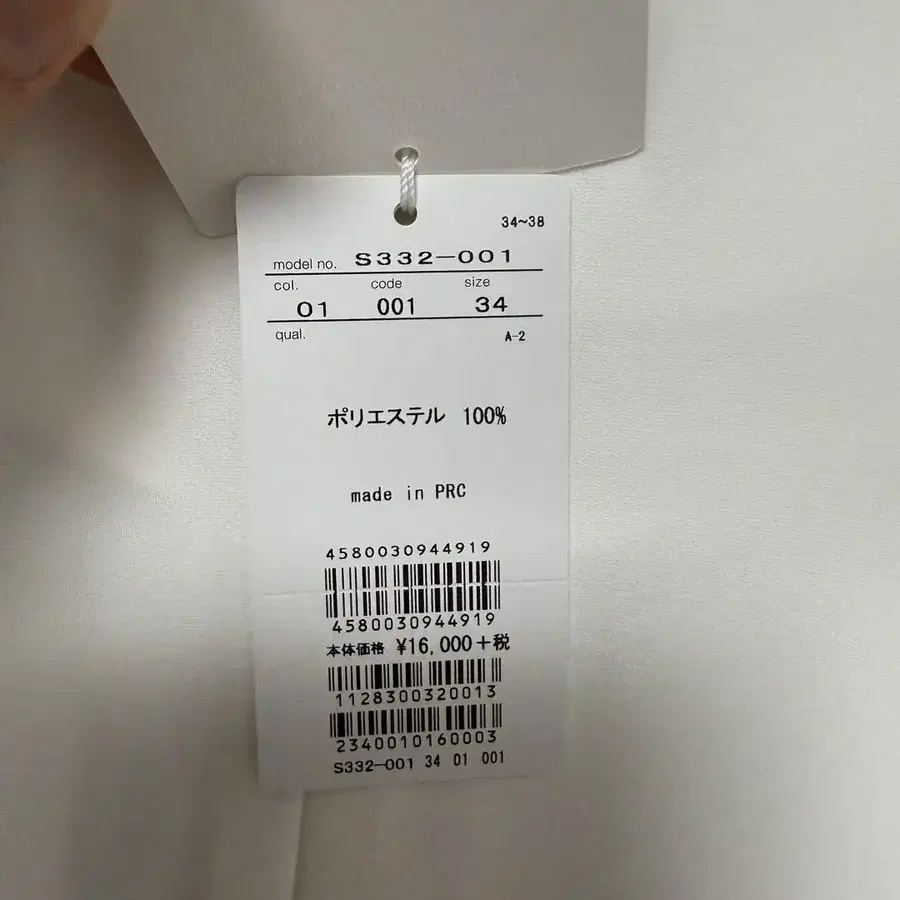 34~38
model no. S332-001
col. code size
01 001 34
qual. A-2
ポリエステル 100%
made in PRC
4580030944919
4580030944919
本体価格 ¥16,000+税
1128300320013
2340010160003
S332-001 34 01 001